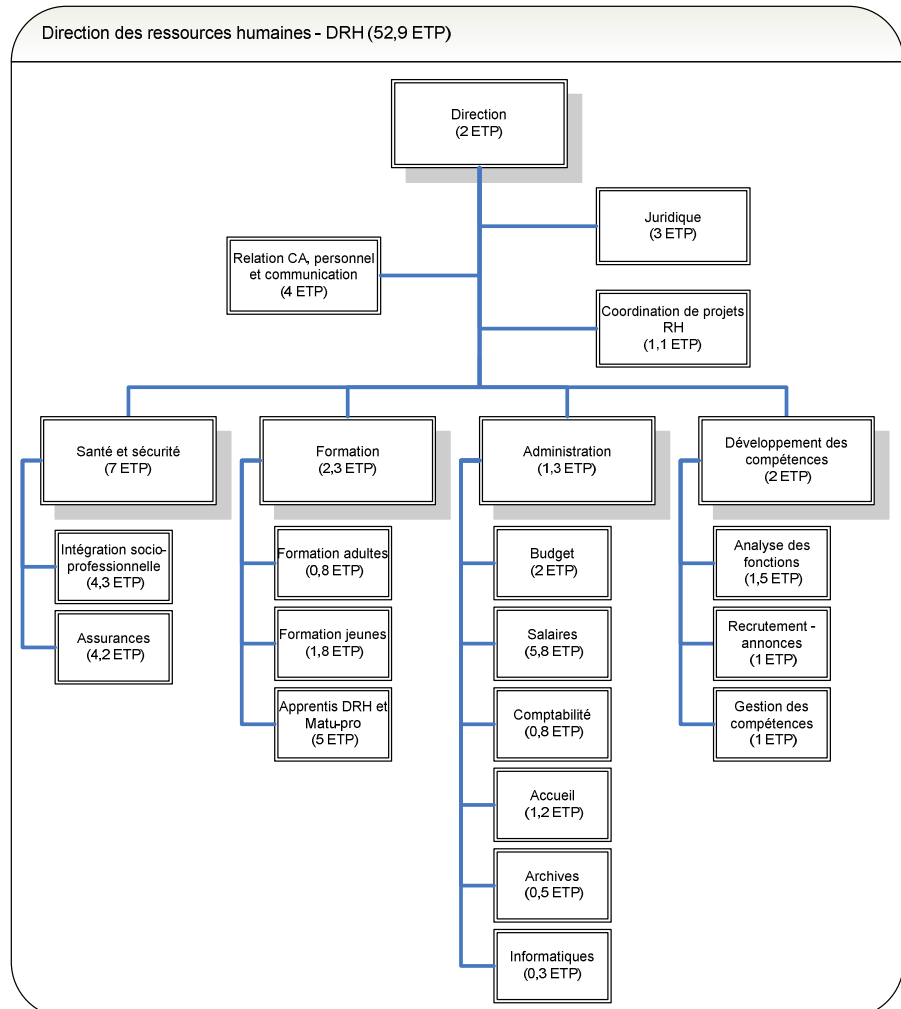 Direction des ressources humaines - DRH (52,9 ETP)
Direction
(2 ETP)
Juridique
(3 ETP)
Relation CA, personnel
et communication
(4 ETP)
Coordination de projets
RH
(1,1 ETP)
Santé et sécurité
(7 ETP)
Intégration socio-
professionnelle
(4,3 ETP)
Assurances
(4,2 ETP)
Formation
(2,3 ETP)
Formation adultes
(0,8 ETP)
Formation jeunes
(1,8 ETP)
Apprentis DRH et
Matu-pro
(5 ETP)
Administration
(1,3 ETP)
Budget
(2 ETP)
Salaires
(5,8 ETP)
Comptabilité
(0,8 ETP)
Accueil
(1,2 ETP)
Archives
(0,5 ETP)
Informatiques
(0,3 ETP)
Développement des
compétences
(2 ETP)
Analyse des
fonctions
(1,5 ETP)
Recrutement -
annonces
(1 ETP)
Gestion des
compétences
(1 ETP)